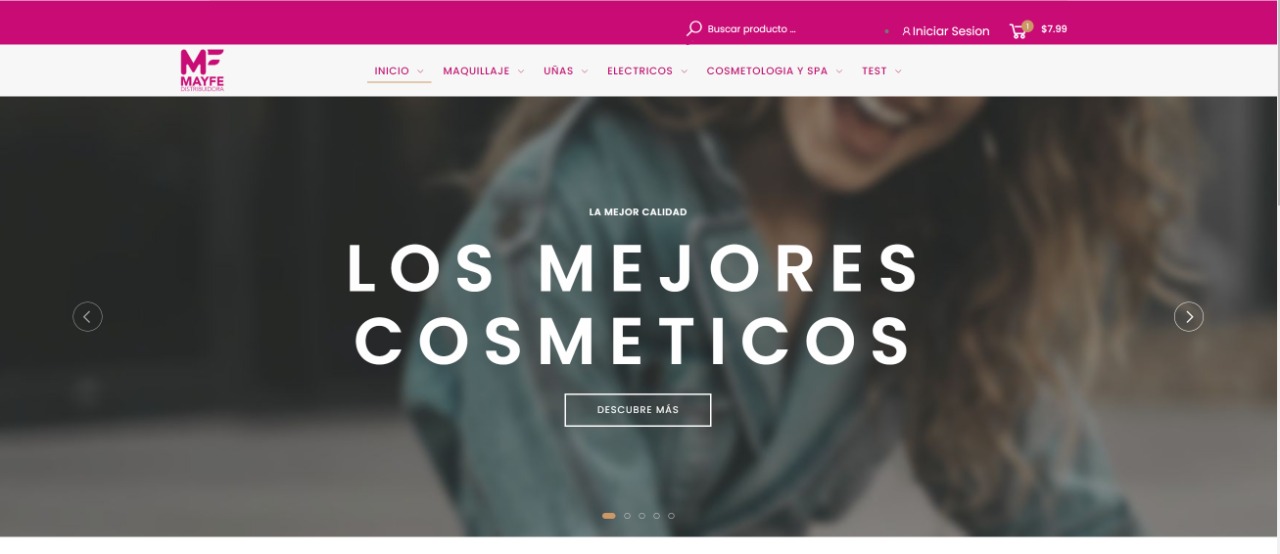 Buscar producto ...
Iniciar Sesion
1
$7.99
MF
MAYFE
DISTRIBUIDORA
INICIO
MAQUILLAJE
UÑAS
ELECTRICOS
COSMETOLOGIA Y SPA
TEST
LA MEJOR CALIDAD
LOS MEJORES
COSMETICOS
DESCUBRE MÁS